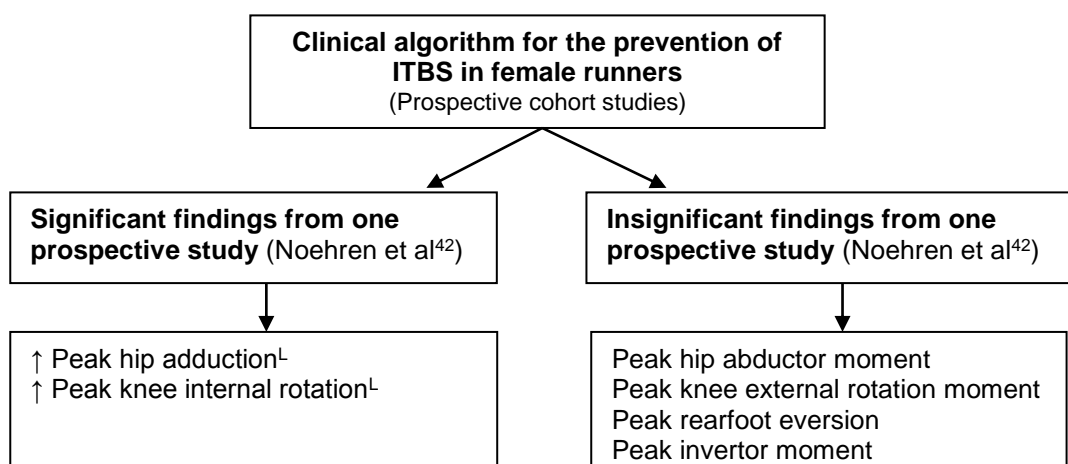 Clinical algorithm for the prevention of
ITBS in female runners
(Prospective cohort studies)
Significant findings from one
prospective study (Noehren et al⁴²)
Insignificant findings from one
prospective study (Noehren et al⁴²)
↑ Peak hip adductionᴸ
↑ Peak knee internal rotationᴸ
Peak hip abductor moment
Peak knee external rotation moment
Peak rearfoot eversion
Peak invertor moment